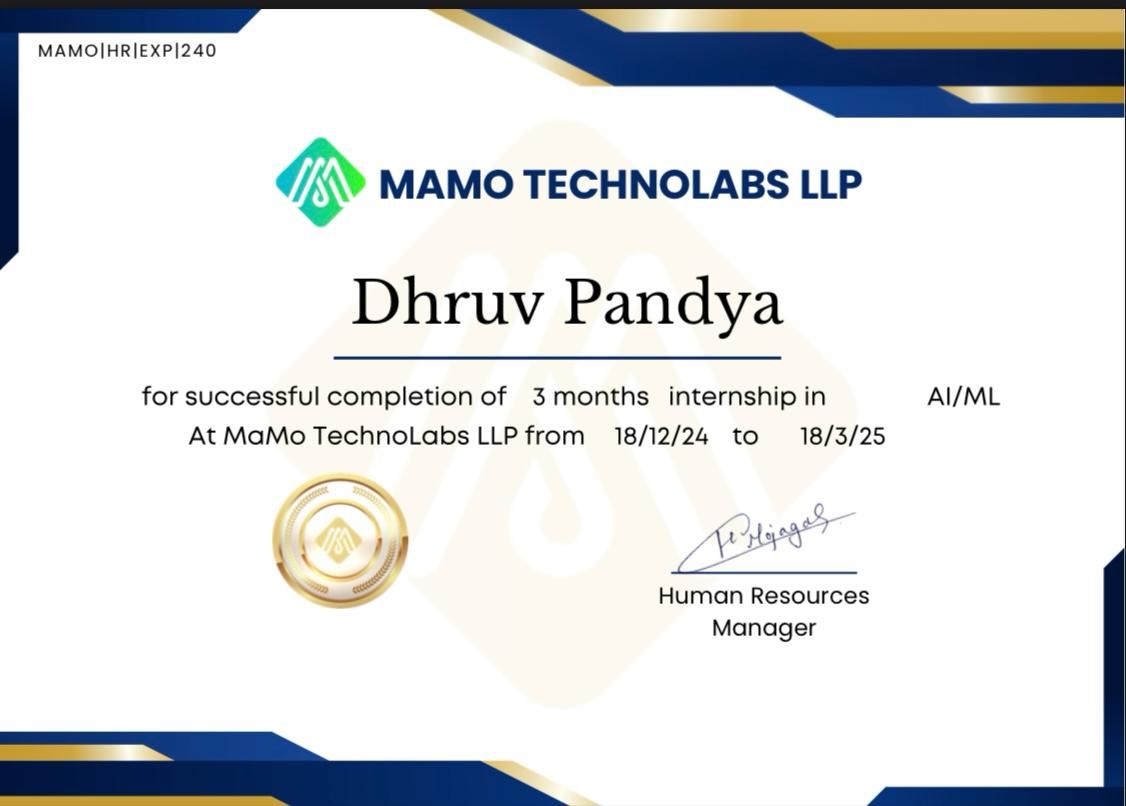 MAMO|HR|EXP|240
MAMO TECHNOLABS LLP
Dhruv Pandya
for successful completion of 3 months internship in AI/ML
At MaMo TechnoLabs LLP from 18/12/24 to 18/3/25
Human Resources
Manager